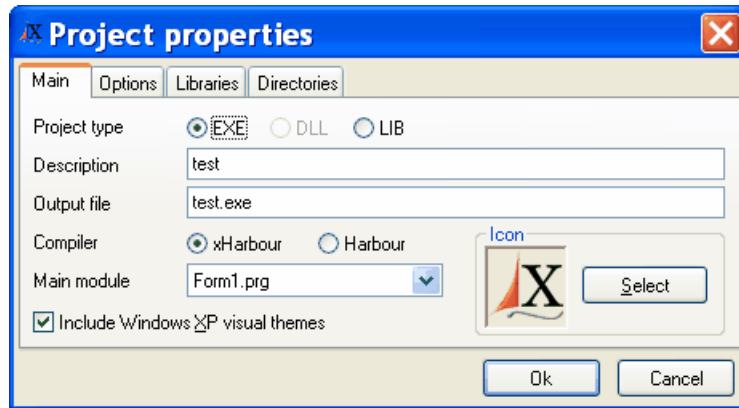 Project properties
Main Options Libraries Directories
Project type EXE DLL LIB
Description test
Output file test.exe
Compiler xHarbour Harbour Icon
Main module Form1.prg X Select
Include Windows XP visual themes
Ok Cancel